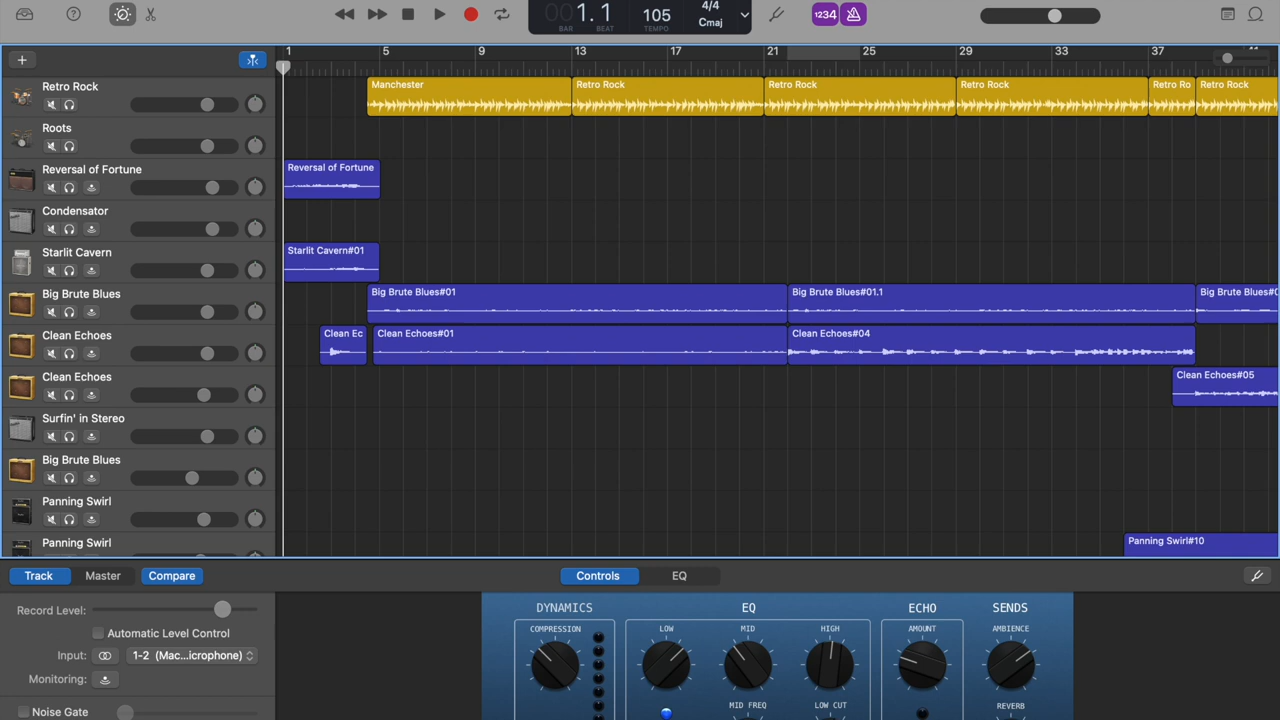 1.1
BAR BEAT
105
TEMPO
4/4
Cmaj
1234
1 5 9 13 17 21 25 29 33 37 41
Retro Rock
Manchester
Retro Rock
Retro Rock
Retro Rock
Retro Ro
Retro Rock
Roots
Reversal of Fortune
Reversal of Fortune
Condensator
Starlit Cavern
Starlit Cavern#01
Big Brute Blues
Big Brute Blues#01
Big Brute Blues#01.1
Clean Echoes
Clean Ec
Clean Echoes#01
Clean Echoes#04
Clean Echoes
Clean Echoes#05
Surfin' in Stereo
Big Brute Blues
Panning Swirl
Panning Swirl
Panning Swirl#10
Track
Master
Compare
Controls
EQ
Record Level:
Automatic Level Control
Input:
1-2 (Mac...icrophone)
Monitoring:
Noise Gate
DYNAMICS
EQ
ECHO
SENDS
COMPRESSION
LOW
MID
HIGH
AMOUNT
AMBIENCE
MID FREQ
LOW CUT
REVERB